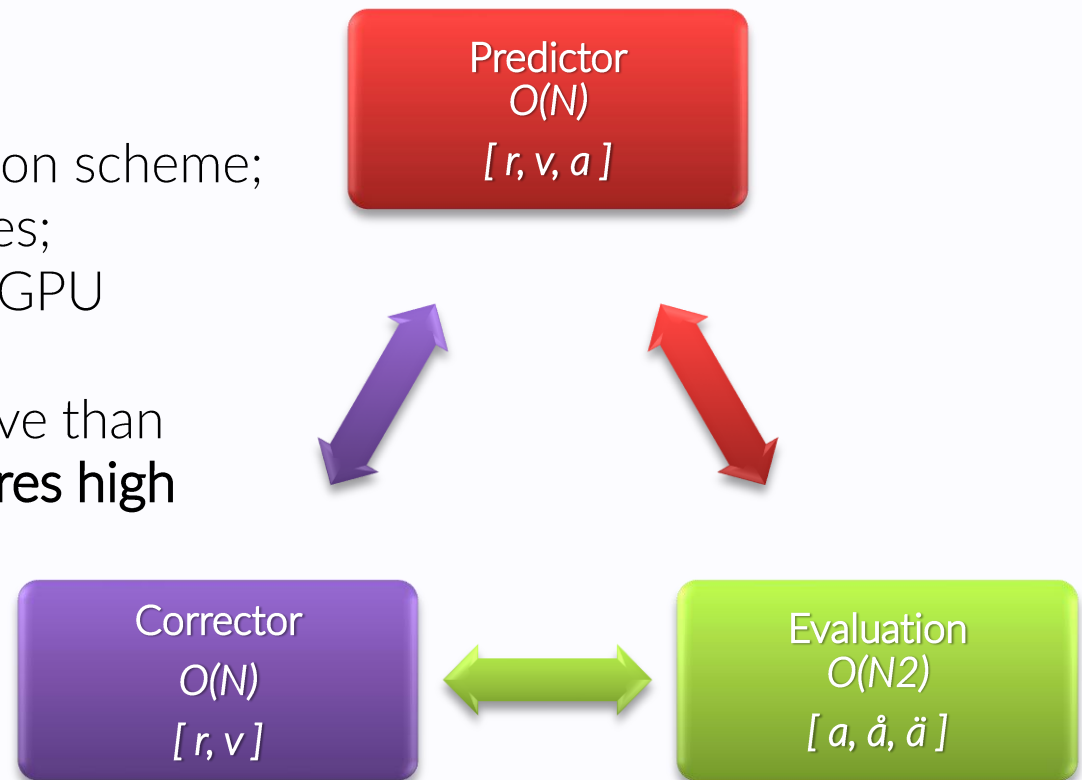 Predictor
O(N)
[ r, v, a ]
on scheme;
es;
GPU
ve than
res high
Corrector
O(N)
[ r, v ]
Evaluation
O(N2)
[ a, å, ä ]